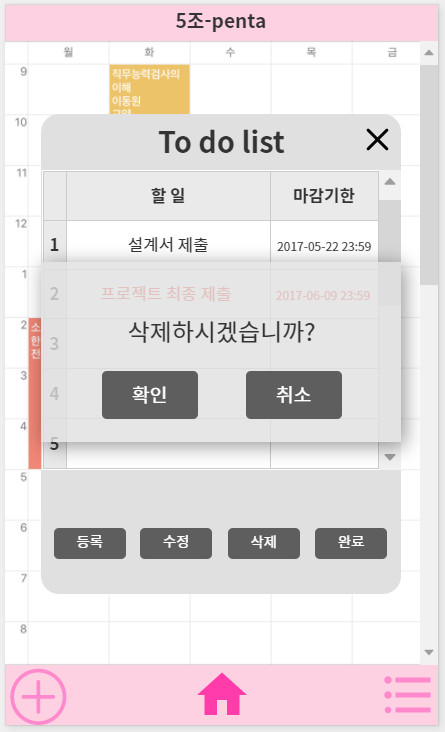 5조-penta
월 화 수 목 금
9
직무능력검사의
이해
이동원
10
To do list
11
할 일 마감기한
12
1 설계서 제출 2017-05-22 23:59
1
2 프로젝트 최종 제출 2017-06-09 23:59
2
소
한
전
삭제하시겠습니까?
3
3
4
확인 취소
4
5
5
6
등록 수정 삭제 완료
7
8